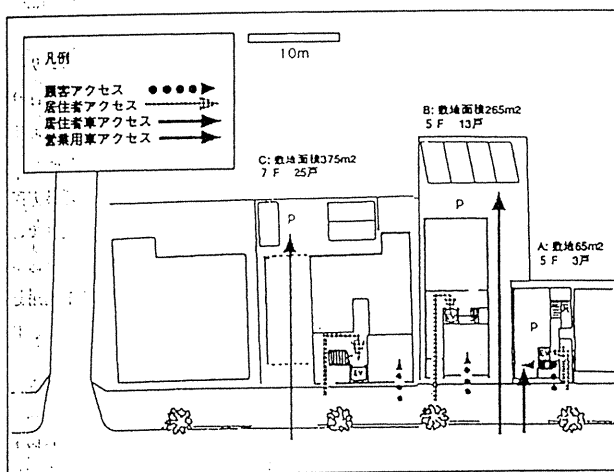 凡例
顧客アクセス
居住者アクセス
居住者車アクセス
営業用車アクセス
10m
B: 敷地面積265m2
5F 13戸
C: 敷地面積375m2
7F 25戸
A: 敷地65m2
5F 3戸
P
P
P
EV
EV
EV